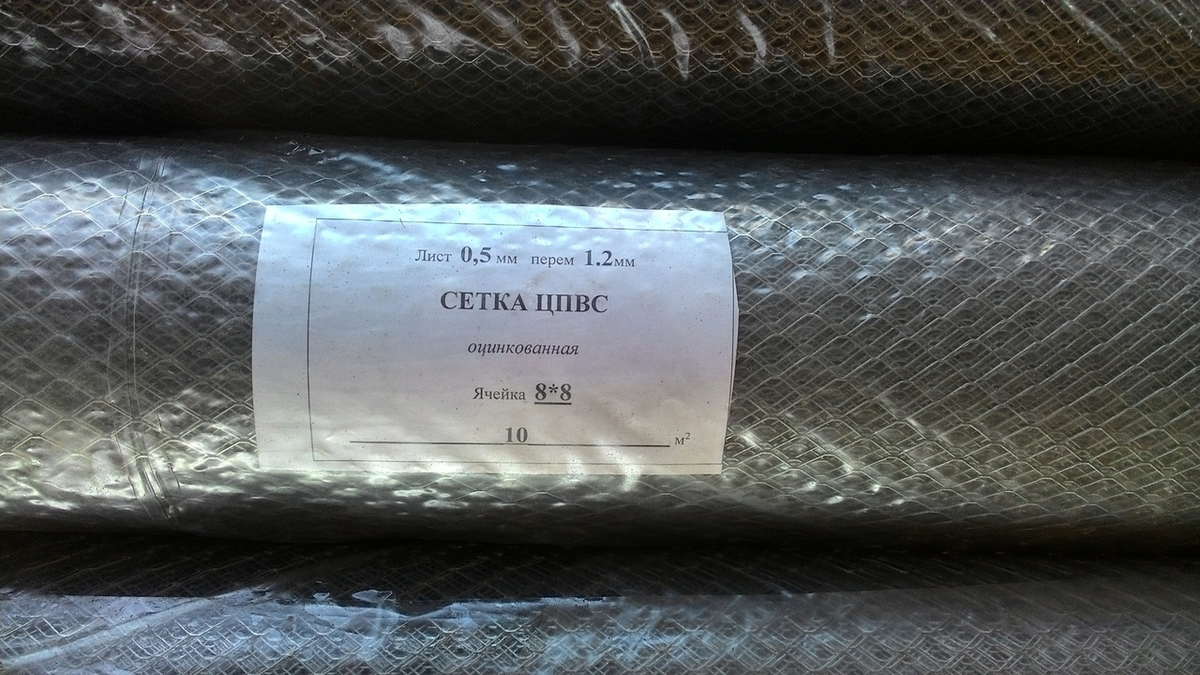 Лист 0,5 мм перем 1.2мм
СЕТКА ЦПВС
оцинкованная
Ячейка 8*8
10 м²